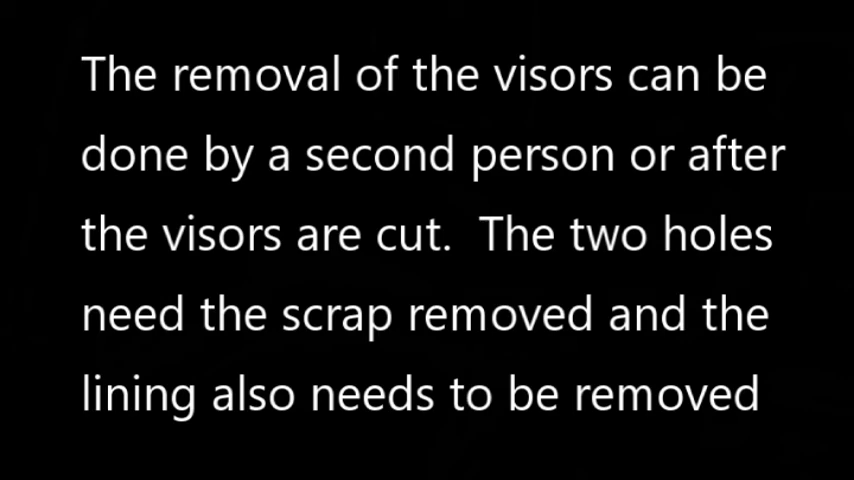 The removal of the visors can be
done by a second person or after
the visors are cut.  The two holes
need the scrap removed and the
lining also needs to be removed